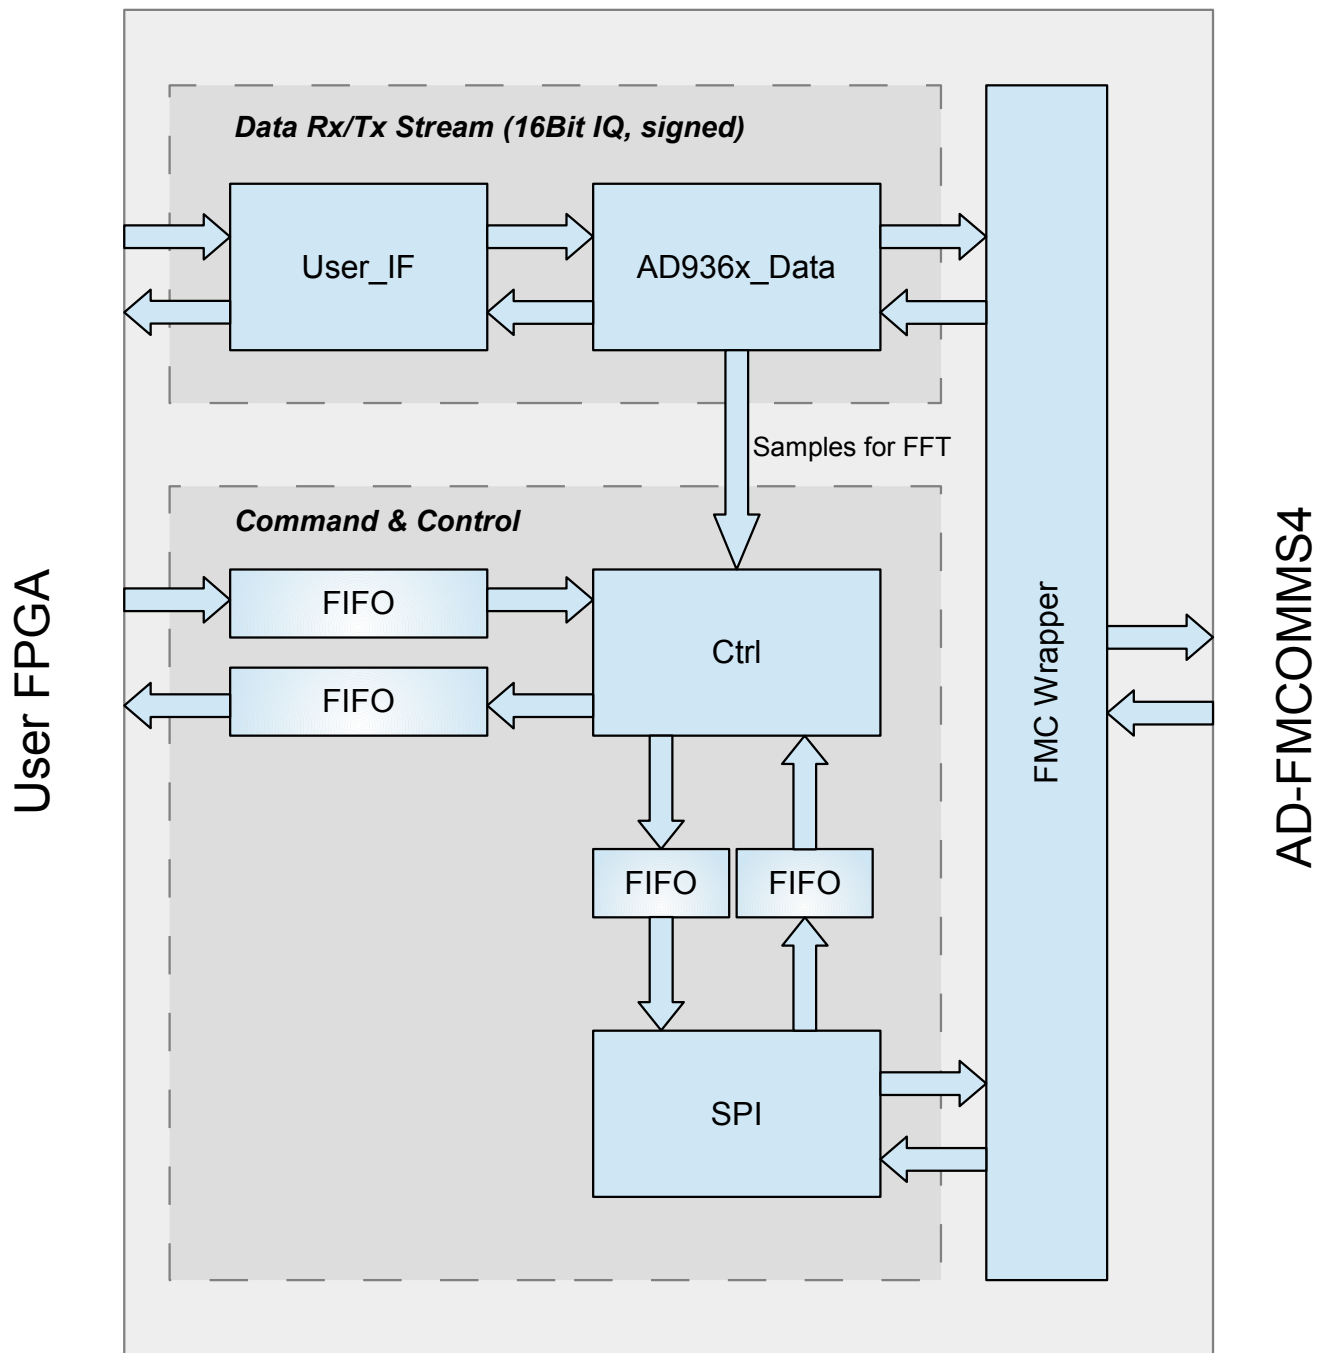 Data Rx/Tx Stream (16Bit IQ, signed)
User_IF
AD936x_Data
Samples for FFT
Command & Control
FIFO
Ctrl
FIFO
FIFO
FIFO
SPI
FMC Wrapper
User FPGA
AD-FMCOMMS4